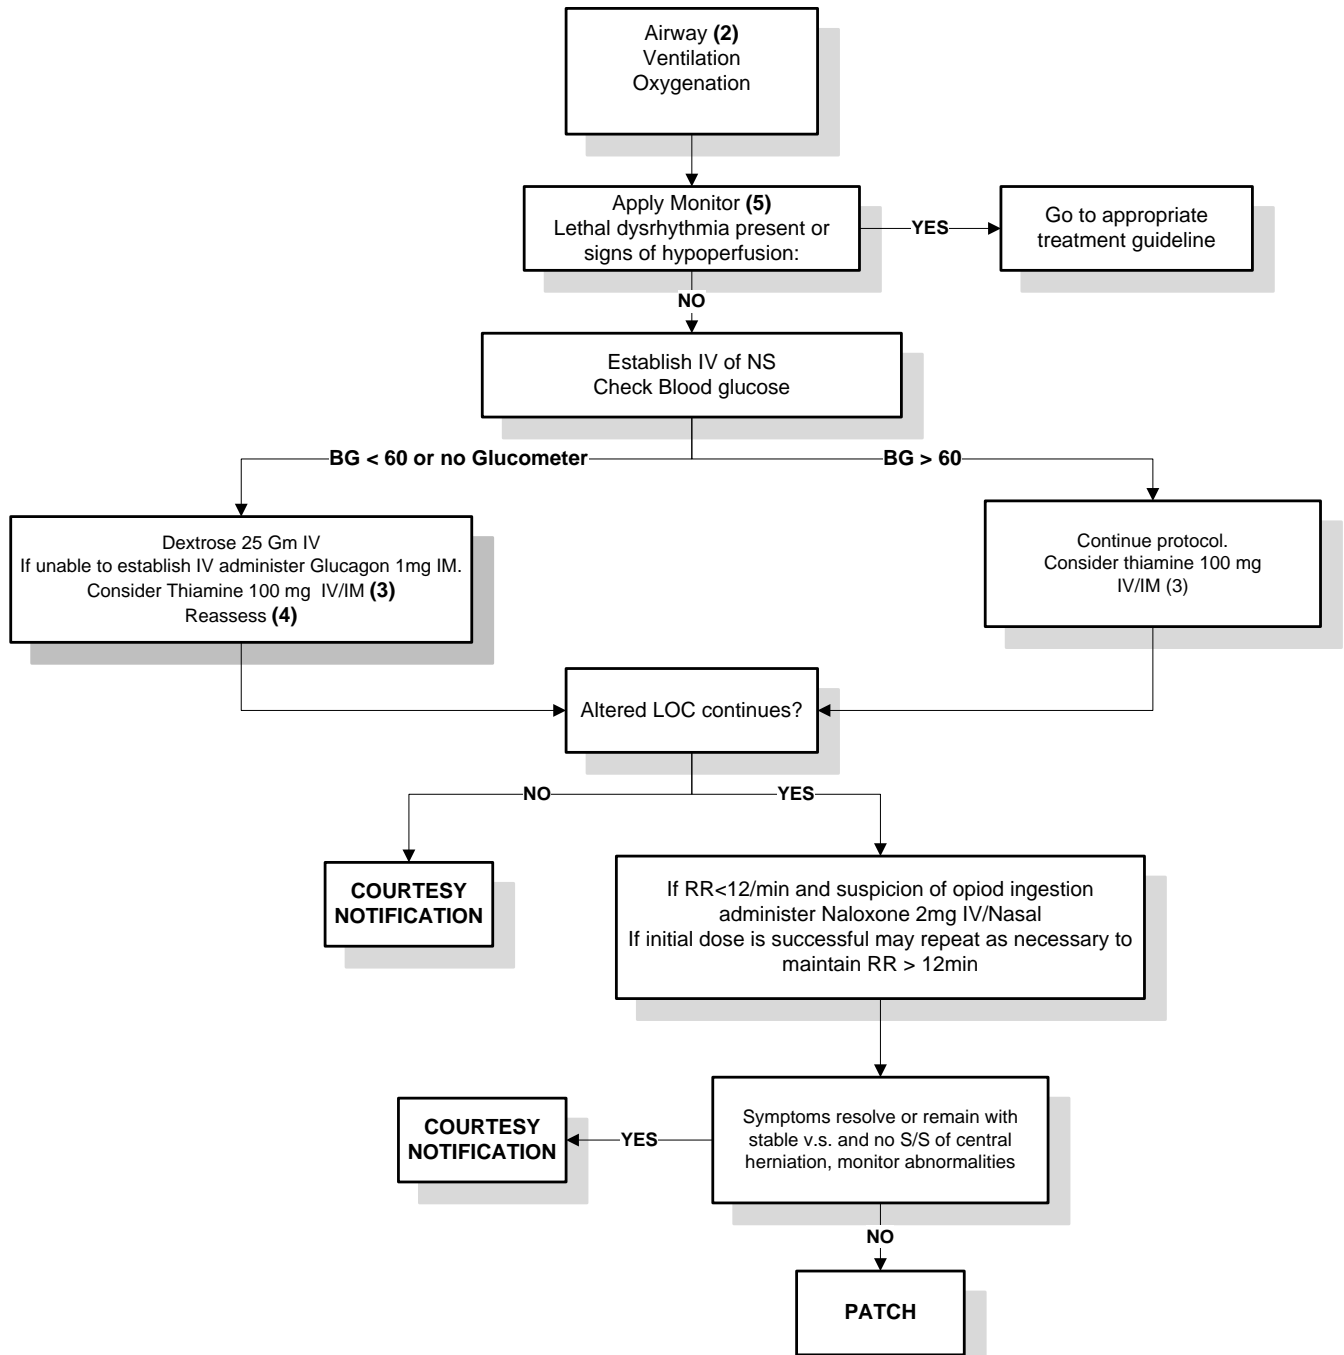 Airway (2)
Ventilation
Oxygenation
Apply Monitor (5)
Lethal dysrhythmia present or
signs of hypoperfusion:
YES
Go to appropriate
treatment guideline
NO
Establish IV of NS
Check Blood glucose
BG < 60 or no Glucometer
BG > 60
Dextrose 25 Gm IV
If unable to establish IV administer Glucagon 1mg IM.
Consider Thiamine 100 mg IV/IM (3)
Reassess (4)
Continue protocol.
Consider thiamine 100 mg
IV/IM (3)
Altered LOC continues?
NO
YES
COURTESY
NOTIFICATION
If RR<12/min and suspicion of opiod ingestion
administer Naloxone 2mg IV/Nasal
If initial dose is successful may repeat as necessary to
maintain RR > 12min
Symptoms resolve or remain with
stable v.s. and no S/S of central
herniation, monitor abnormalities
YES
COURTESY
NOTIFICATION
NO
PATCH